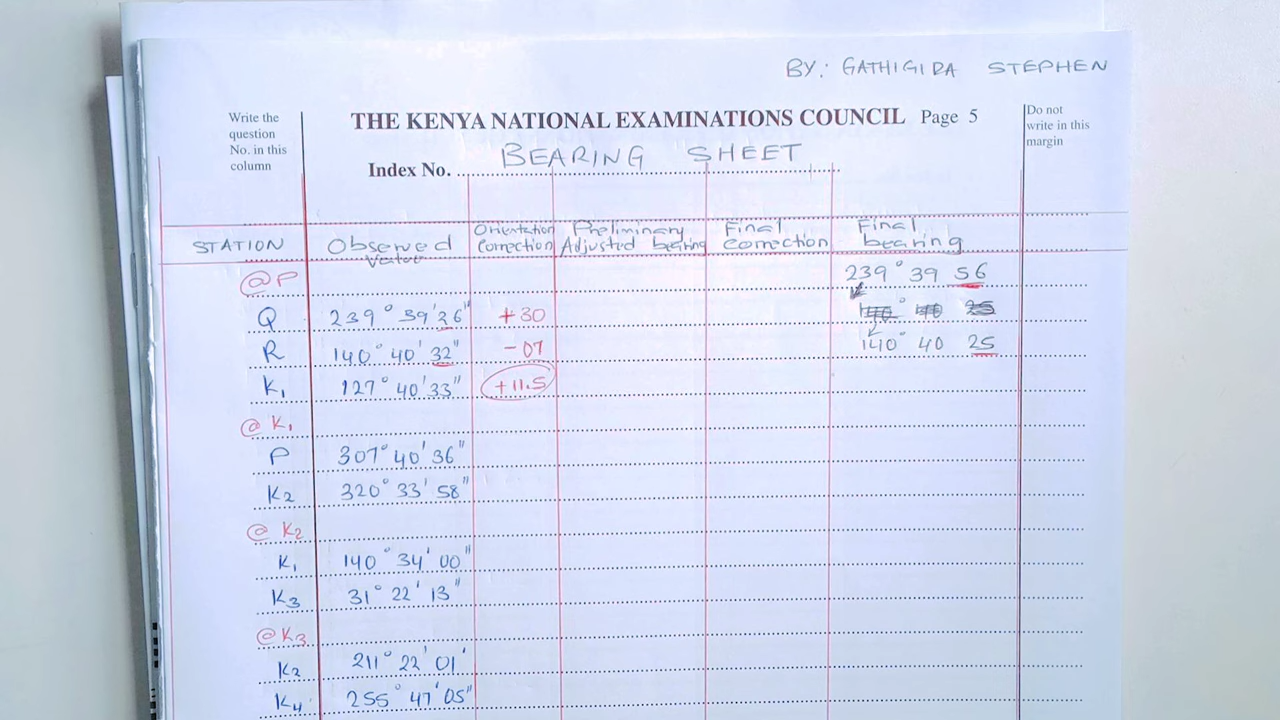 BY: GATHIGIRA STEPHEN
Write the question No. in this column
THE KENYA NATIONAL EXAMINATIONS COUNCIL Page 5
Do not write in this margin
Index No. BEARING SHEET
STATION Observed Value Orientation Correction Preliminary Adjusted bearing Final Correction Final bearing
@P 239° 39 56
Q 239° 39' 26" +30
R 140° 40' 32" -07 140° 40 25
K1 127° 40' 33" +11.5
@ K1
P 307° 40' 36"
K2 320° 33' 58"
@ K2
K1 140° 34' 00"
K3 31° 22' 13"
@K3
K2 211° 22' 01'
K4 255° 47' 05"